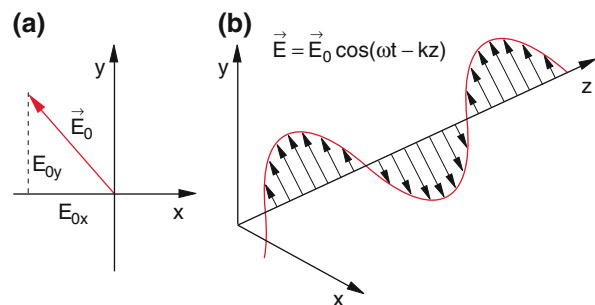 (a)
y
E⃗₀
E₀y
E₀x
x
(b)
y
E⃗ = E⃗₀ cos(ωt – kz)
z
x